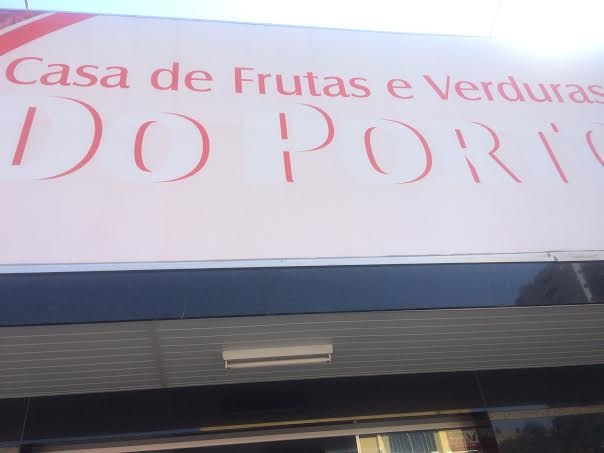 Casa de Frutas e Verduras
DO PORTO